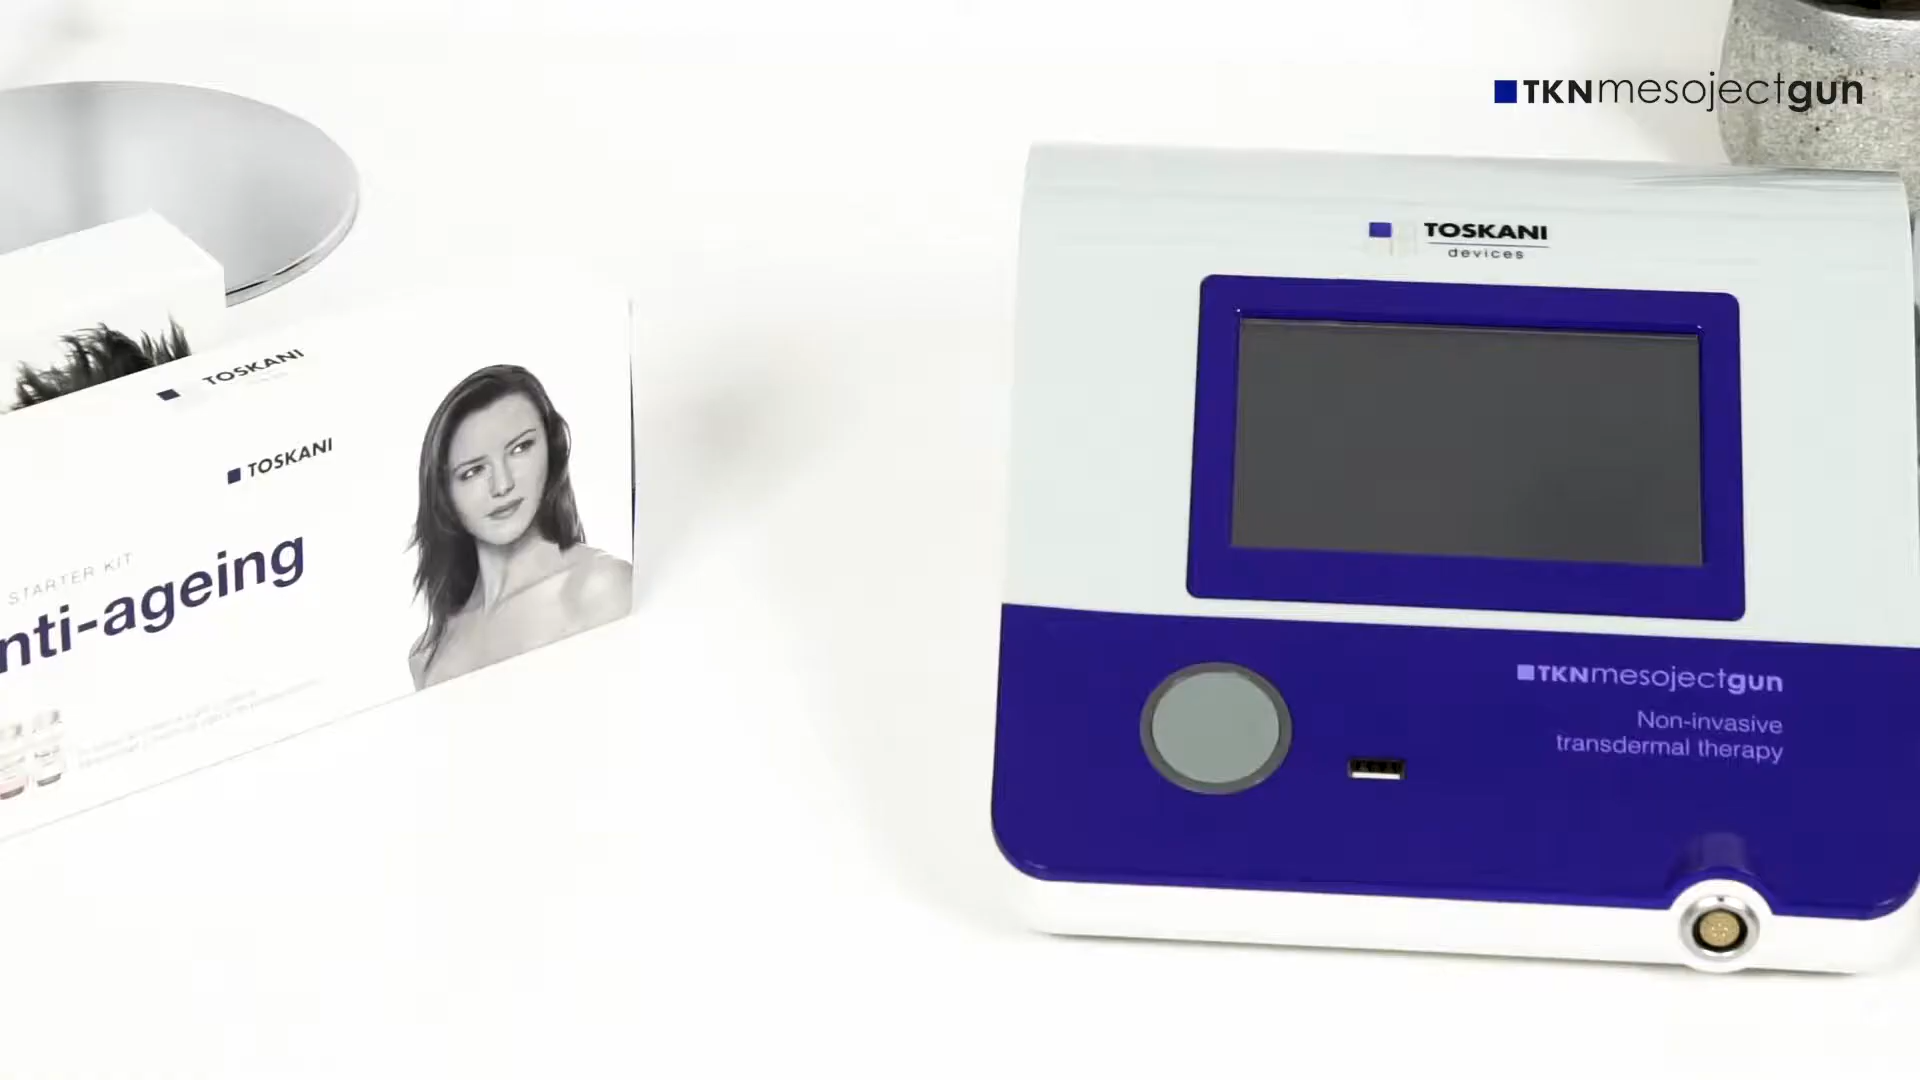 TKNmesojectgun
TOSKANI
devices
TOSKANI
TOSKANI
STARTER KIT
nti-ageing
TKNmesojectgun
Non-invasive
transdermal therapy